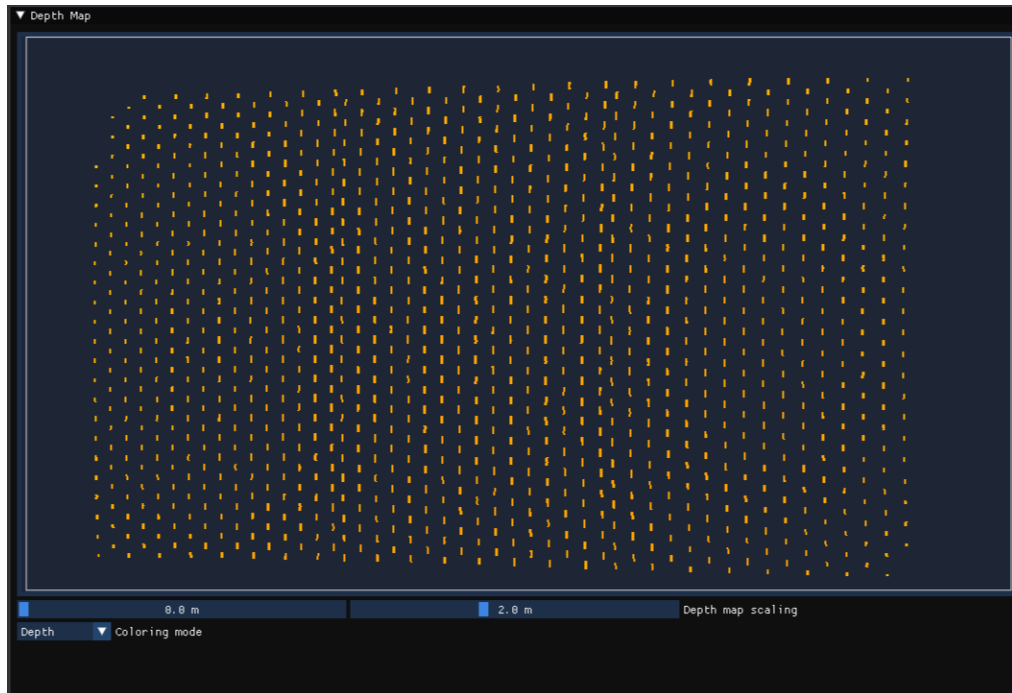 ▼ Depth Map
0.0 m 2.0 m Depth map scaling
Depth ▼ Coloring mode